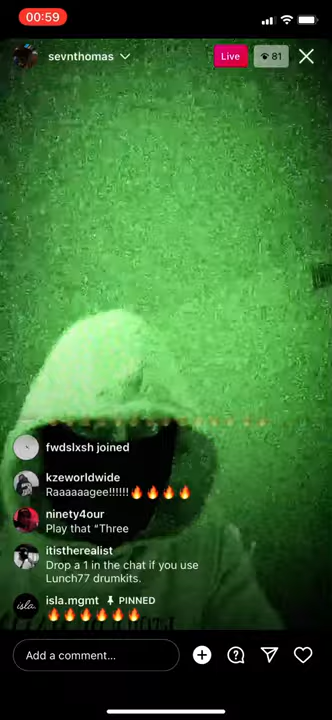 00:59
sevnthomas
Live
81
fwdslxsh joined
kzeworldwide
Raaaaaagee!!!!!!🔥🔥🔥🔥
ninety4our
Play that “Three
itistherealist
Drop a 1 in the chat if you use
Lunch77 drumkits.
isla.
isla.mgmt PINNED
🔥🔥🔥🔥🔥🔥
Add a comment...